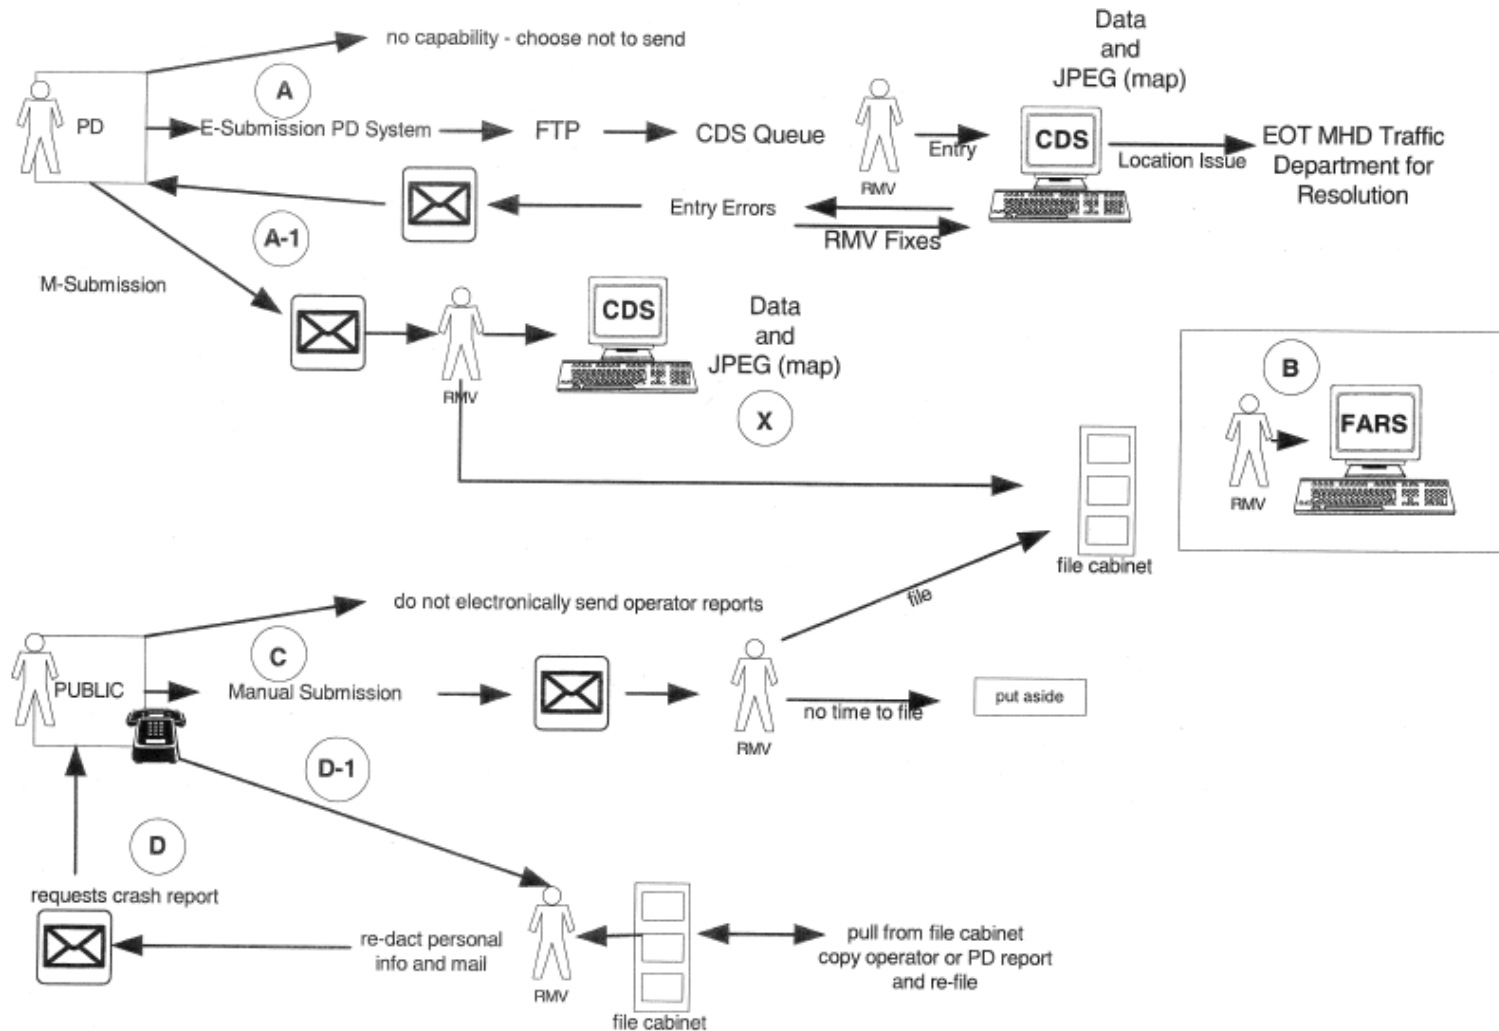 no capability - choose not to send
Data
and
JPEG (map)
A
PD
E-Submission PD System
FTP
CDS Queue
RMV
Entry
CDS
Location Issue
EOT MHD Traffic
Department for
Resolution
Entry Errors
RMV Fixes
A-1
M-Submission
RMV
CDS
Data
and
JPEG (map)
X
B
RMV
FARS
file cabinet
file
do not electronically send operator reports
C
PUBLIC
Manual Submission
RMV
no time to file
put aside
D-1
D
requests crash report
re-dact personal
info and mail
RMV
file cabinet
pull from file cabinet
copy operator or PD report
and re-file